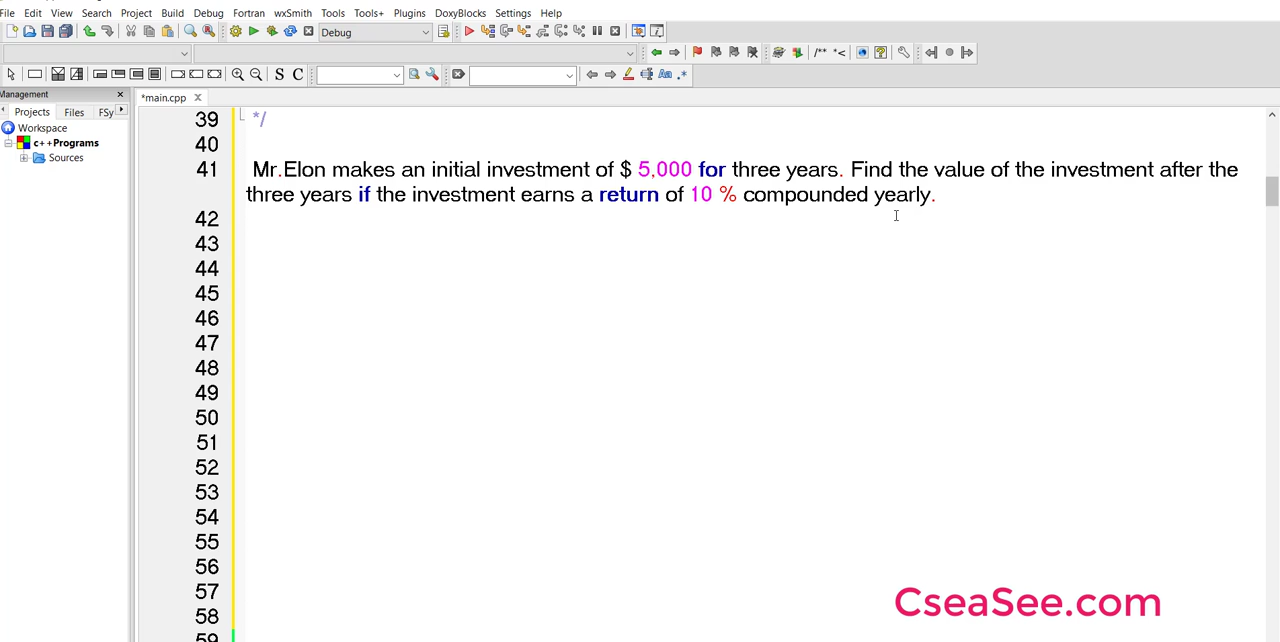 File Edit View Search Project Build Debug Fortran wxSmith Tools Tools+ Plugins DoxyBlocks Settings Help
Debug
/** *<
S C
Aa .*
Management
*main.cpp
Projects Files FSy
Workspace
c++Programs
Sources
39 */
40
41 Mr.Elon makes an initial investment of $ 5,000 for three years. Find the value of the investment after the
three years if the investment earns a return of 10 % compounded yearly.
42
43
44
45
46
47
48
49
50
51
52
53
54
55
56
57
58
59
CseaSee.com